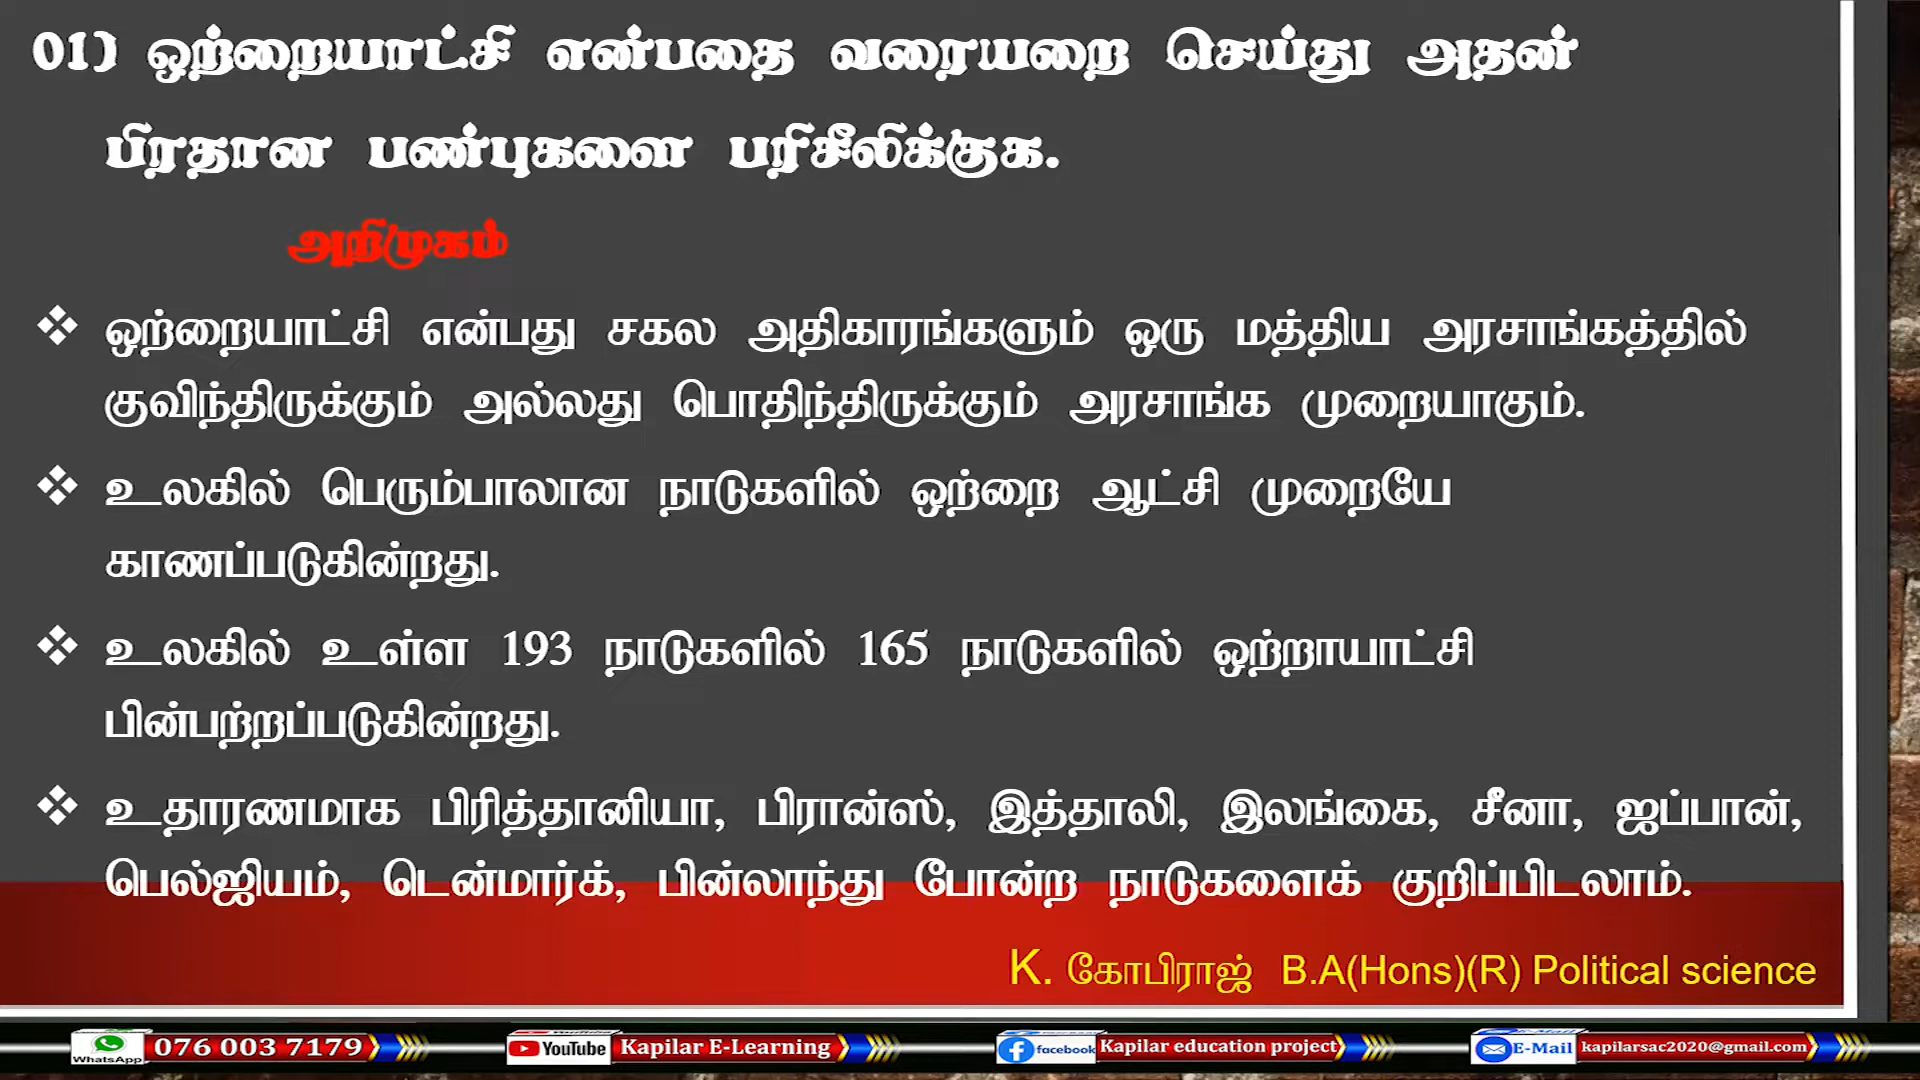 01) ஒற்றையாட்சி என்பதை வரையறை செய்து அதன்
பிரதான பண்புகளை பரிசீலிக்குக.
அறிமுகம்
❖ ஒற்றையாட்சி என்பது சகல அதிகாரங்களும் ஒரு மத்திய அரசாங்கத்தில்
குவிந்திருக்கும் அல்லது பொதிந்திருக்கும் அரசாங்க முறையாகும்.
❖ உலகில் பெரும்பாலான நாடுகளில் ஒற்றை ஆட்சி முறையே
காணப்படுகின்றது.
❖ உலகில் உள்ள 193 நாடுகளில் 165 நாடுகளில் ஒற்றாயாட்சி
பின்பற்றப்படுகின்றது.
❖ உதாரணமாக பிரித்தானியா, பிரான்ஸ், இத்தாலி, இலங்கை, சீனா, ஜப்பான்,
பெல்ஜியம், டென்மார்க், பின்லாந்து போன்ற நாடுகளைக் குறிப்பிடலாம்.
K. கோபிராஜ் B.A(Hons)(R) Political science
WhatsApp 076 003 7179 YouTube Kapilar E-Learning facebook Kapilar education project E-Mail kapilarsac2020@gmail.com